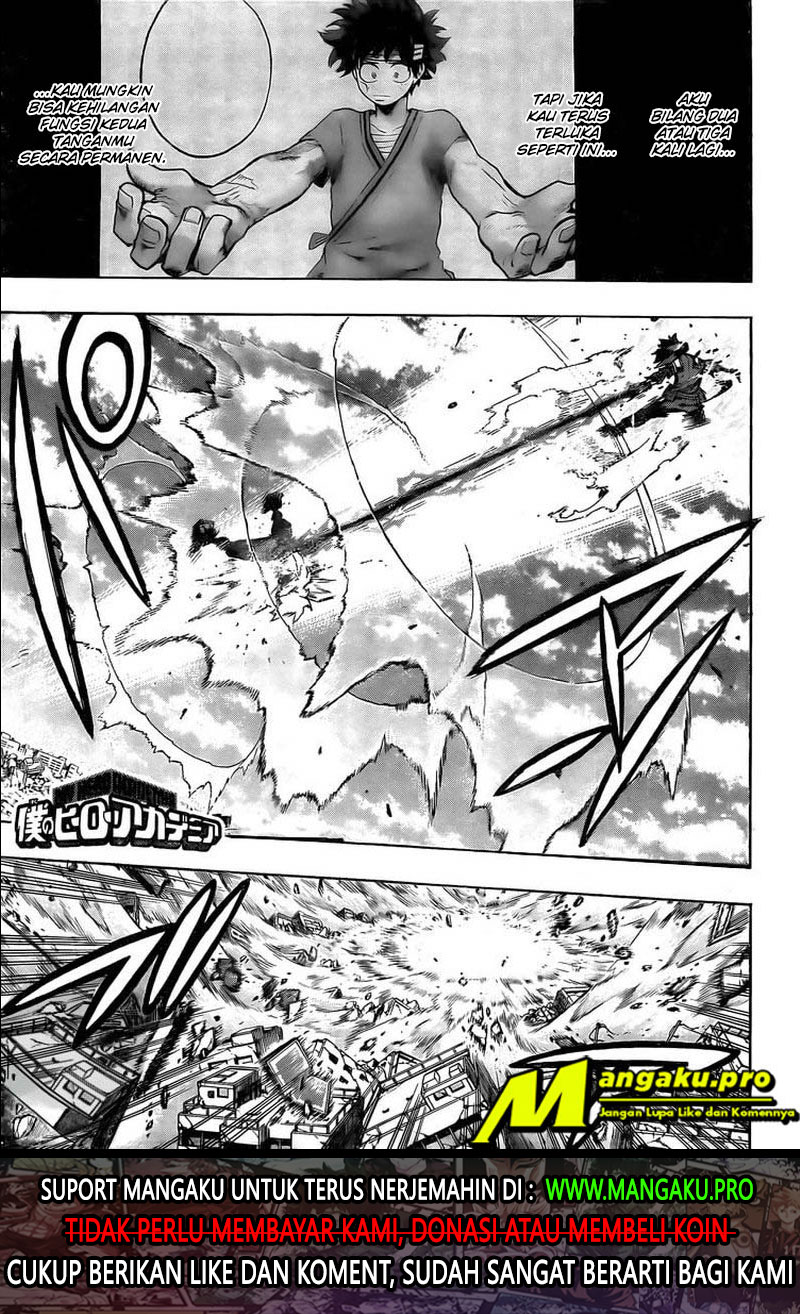 AKU
BILANG DUA
ATAU TIGA
KALI LAGI...
TAPI JIKA
KAU TERUS
TERLUKA
SEPERTI INI...
...KAU MUNGKIN
BISA KEHILANGAN
FUNGSI KEDUA
TANGANMU
SECARA PERMANEN.
僕のヒーローアカデミア
Mangaku.pro
Jangan Lupa Like dan Komennya
SUPORT MANGAKU UNTUK TERUS NERJEMAHIN DI : WWW.MANGAKU.PRO
TIDAK PERLU MEMBAYAR KAMI, DONASI ATAU MEMBELI KOIN
CUKUP BERIKAN LIKE DAN KOMENT, SUDAH SANGAT BERARTI BAGI KAMI